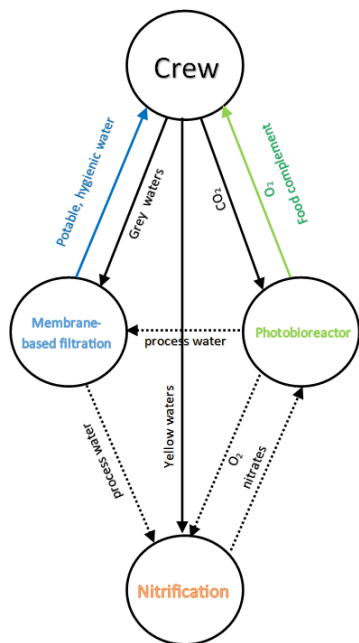 Crew
Potable, hygienic water
Grey waters
CO₂
O₂
Food complement
Membrane-
based filtration
process water
Photobioreactor
Yellow waters
process water
O₂
nitrates
Nitrification